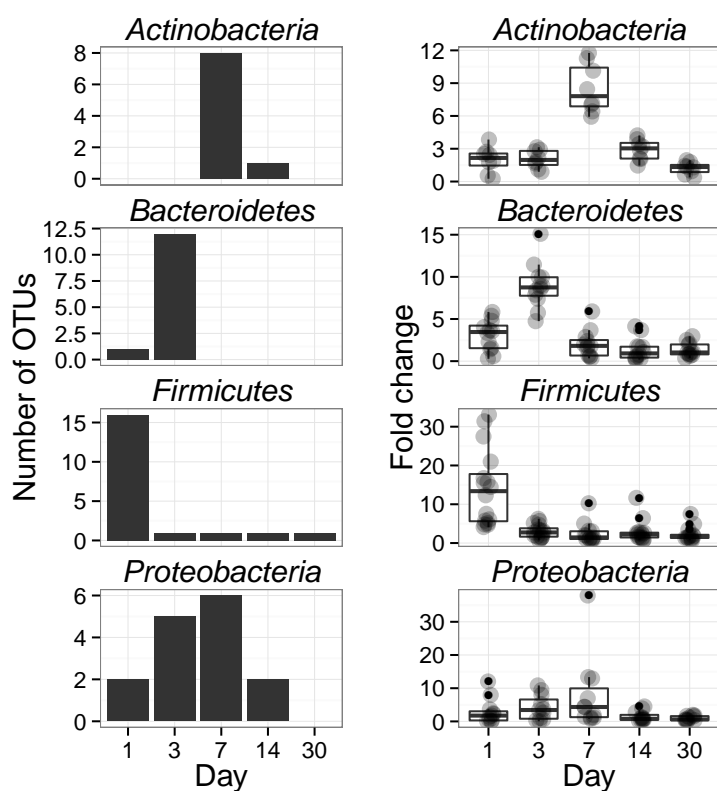 Actinobacteria
8
6
4
2
0
Bacteroidetes
12.5
10.0
7.5
5.0
2.5
0.0
Firmicutes
15
10
5
0
Proteobacteria
6
4
2
0
1 3 7 14 30
Day
Number of OTUs
Actinobacteria
12
9
6
3
0
Bacteroidetes
15
10
5
0
Firmicutes
30
20
10
0
Proteobacteria
30
20
10
0
1 3 7 14 30
Day
Fold change